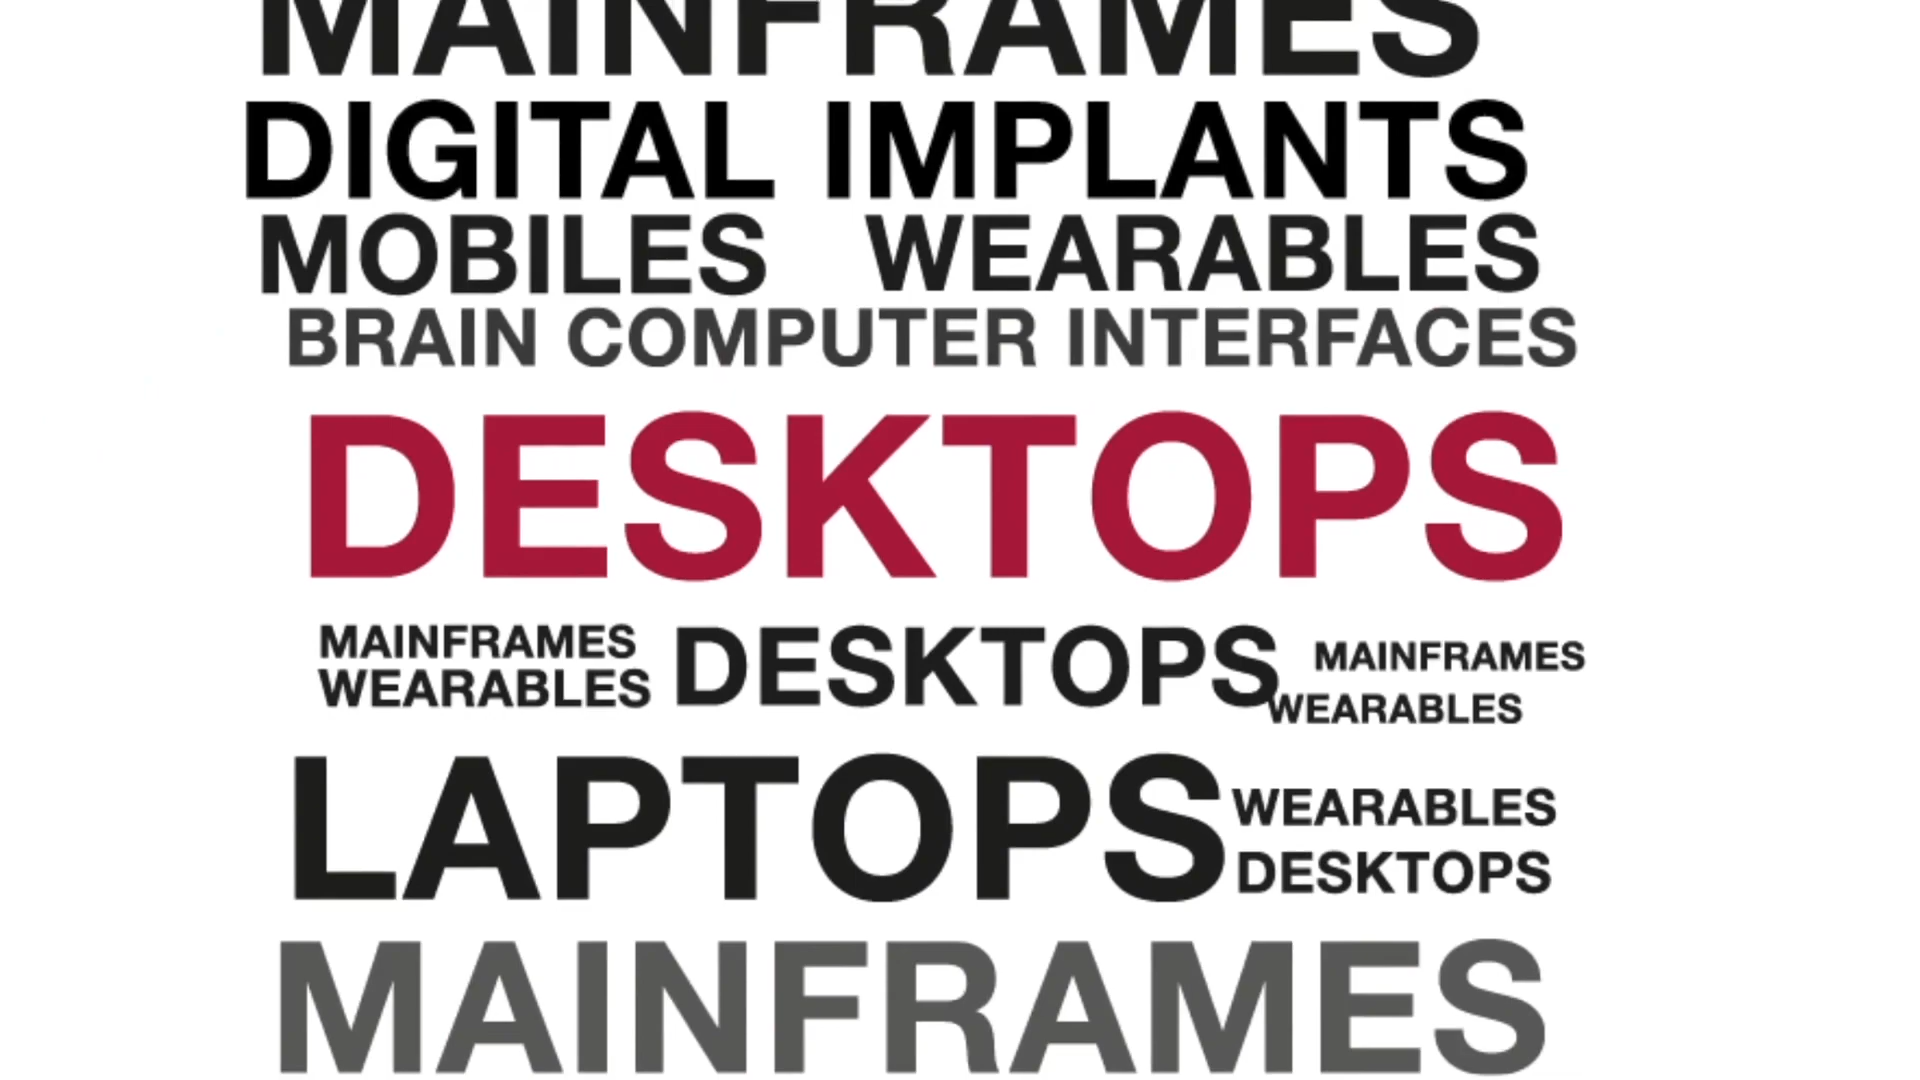 MAINFRAMES
DIGITAL IMPLANTS
MOBILES WEARABLES
BRAIN COMPUTER INTERFACES
DESKTOPS
MAINFRAMES
WEARABLES
DESKTOPS
MAINFRAMES
WEARABLES
LAPTOPS
WEARABLES
DESKTOPS
MAINFRAMES